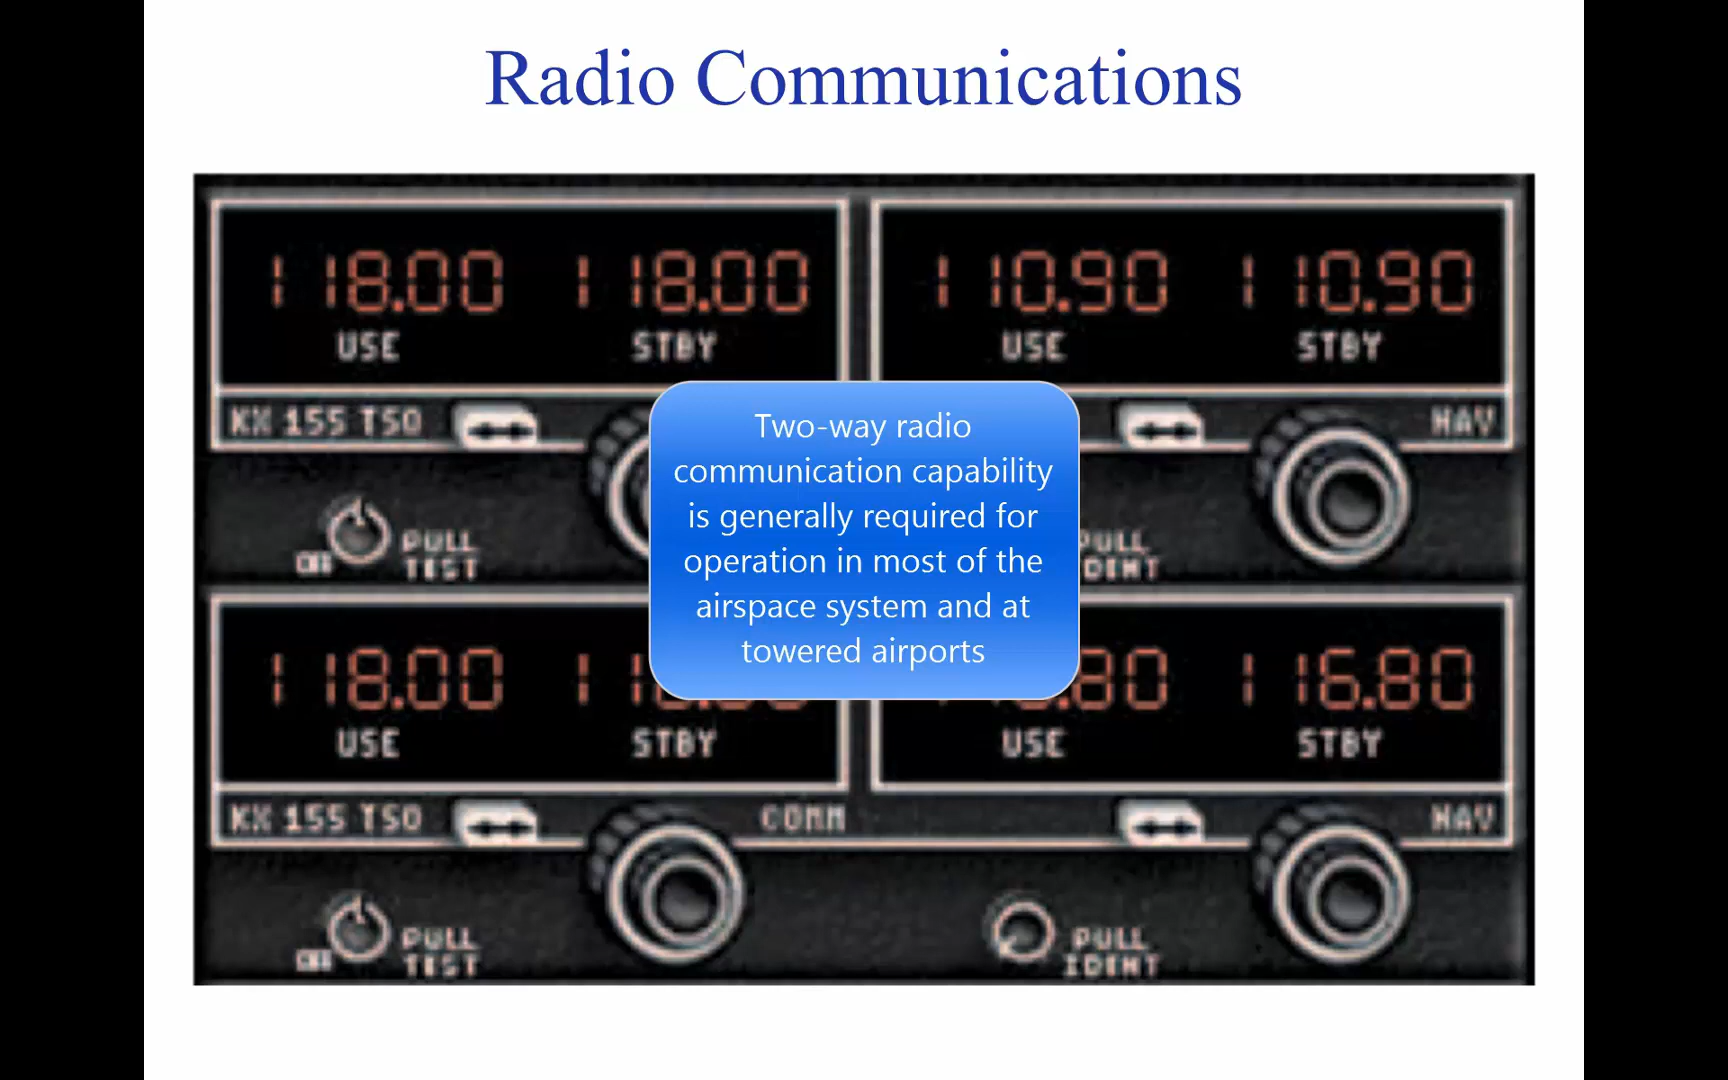 Radio Communications
118.00 118.00 110.90 110.90
USE STBY USE STBY
KX 155 TSO NAV
Two-way radio
communication capability
is generally required for
operation in most of the
airspace system and at
towered airports
PULL
TEST
118.00 .80 116.80
USE STBY USE STBY
KX 155 TSO COMM NAV
PULL PULL
TEST IDENT